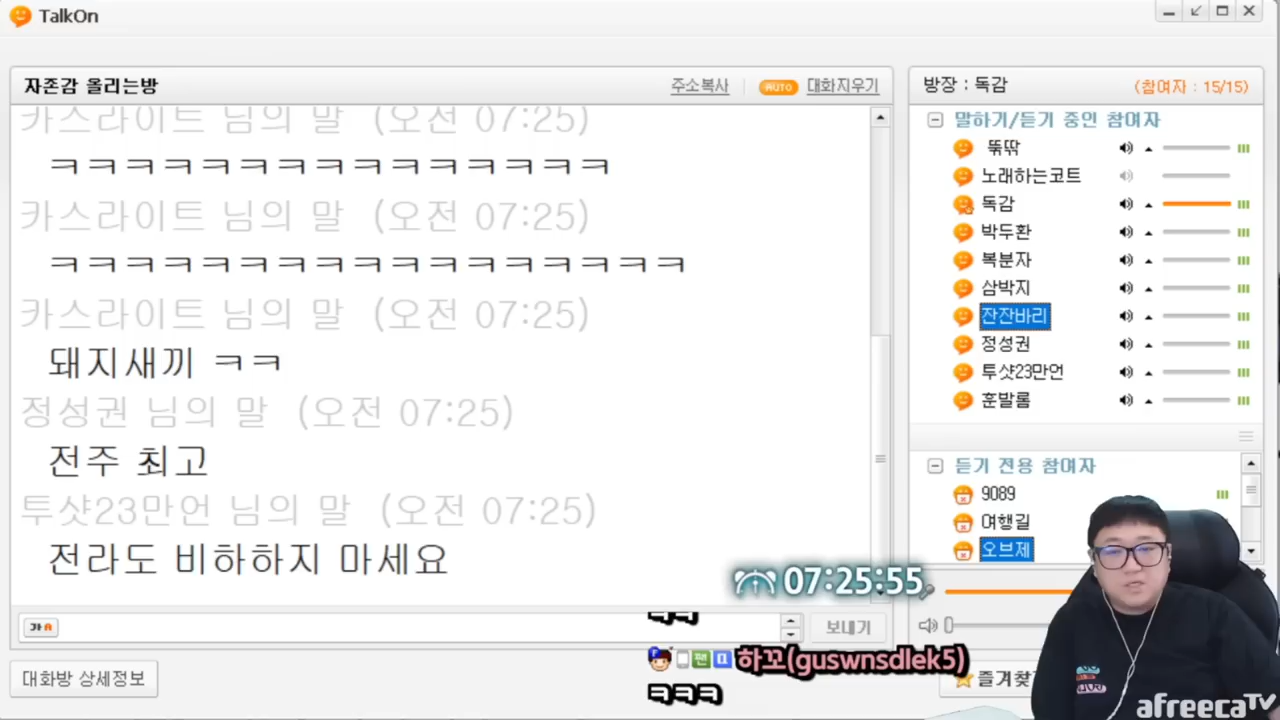 TalkOn
자존감 올리는방
주소복사
AUTO 대화지우기
카스라이트 님의 말 (오전 07:25)
ㅋㅋㅋㅋㅋㅋㅋㅋㅋㅋㅋㅋㅋㅋㅋ
카스라이트 님의 말 (오전 07:25)
ㅋㅋㅋㅋㅋㅋㅋㅋㅋㅋㅋㅋㅋㅋㅋㅋㅋ
카스라이트 님의 말 (오전 07:25)
돼지새끼 ㅋㅋ
정성권 님의 말 (오전 07:25)
전주 최고
투샷23만언 님의 말 (오전 07:25)
전라도 비하하지 마세요
가A
보내기
대화방 상세정보
방장 : 독감
(참여자 : 15/15)
말하기/듣기 중인 참여자
뚞딲
노래하는코트
독감
박두환
복분자
삼박지
잔잔바리
정성권
투샷23만언
훈발롬
듣기 전용 참여자
9089
여행길
오브제
07:25:55
즐겨찾
ㅋㅋ
팬
하꼬(guswnsdlek5)
ㅋㅋㅋ
afreecaTV